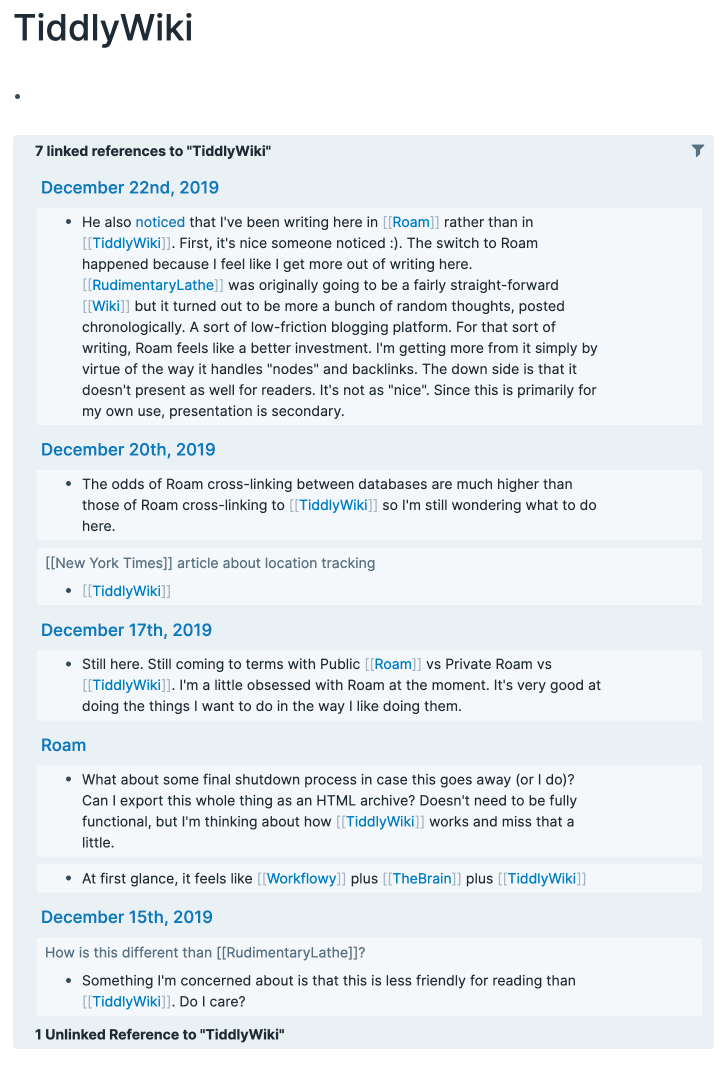 TiddlyWiki
•
7 linked references to "TiddlyWiki"
December 22nd, 2019
• He also noticed that I've been writing here in [[Roam]] rather than in
[[TiddlyWiki]]. First, it's nice someone noticed :). The switch to Roam
happened because I feel like I get more out of writing here.
[[RudimentaryLathe]] was originally going to be a fairly straight-forward
[[Wiki]] but it turned out to be more a bunch of random thoughts, posted
chronologically. A sort of low-friction blogging platform. For that sort of
writing, Roam feels like a better investment. I'm getting more from it simply by
virtue of the way it handles "nodes" and backlinks. The down side is that it
doesn't present as well for readers. It's not as "nice". Since this is primarily for
my own use, presentation is secondary.
December 20th, 2019
• The odds of Roam cross-linking between databases are much higher than
those of Roam cross-linking to [[TiddlyWiki]] so I'm still wondering what to do
here.
[[New York Times]] article about location tracking
• [[TiddlyWiki]]
December 17th, 2019
• Still here. Still coming to terms with Public [[Roam]] vs Private Roam vs
[[TiddlyWiki]]. I'm a little obsessed with Roam at the moment. It's very good at
doing the things I want to do in the way I like doing them.
Roam
• What about some final shutdown process in case this goes away (or I do)?
Can I export this whole thing as an HTML archive? Doesn't need to be fully
functional, but I'm thinking about how [[TiddlyWiki]] works and miss that a
little.
• At first glance, it feels like [[Workflowy]] plus [[TheBrain]] plus [[TiddlyWiki]]
December 15th, 2019
How is this different than [[RudimentaryLathe]]?
• Something I'm concerned about is that this is less friendly for reading than
[[TiddlyWiki]]. Do I care?
1 Unlinked Reference to "TiddlyWiki"